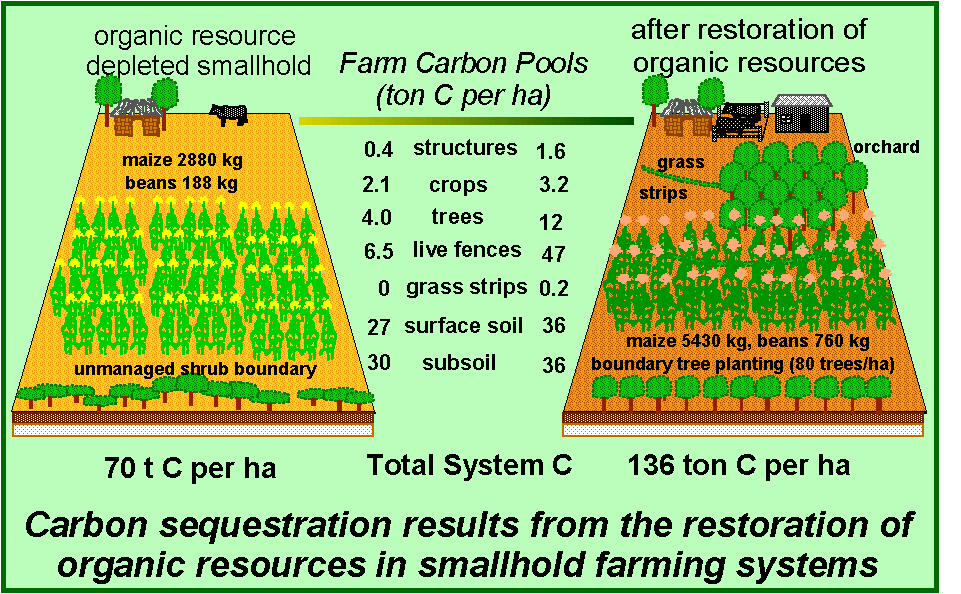 organic resource
depleted smallhold
Farm Carbon Pools
(ton C per ha)
after restoration of
organic resources
maize 2880 kg
beans 188 kg
unmanaged shrub boundary
0.4 structures 1.6
2.1 crops 3.2
4.0 trees 12
6.5 live fences 47
0 grass strips 0.2
27 surface soil 36
30 subsoil 36
orchard
grass
strips
maize 5430 kg, beans 760 kg
boundary tree planting (80 trees/ha)
70 t C per ha Total System C 136 ton C per ha
Carbon sequestration results from the restoration of
organic resources in smallhold farming systems